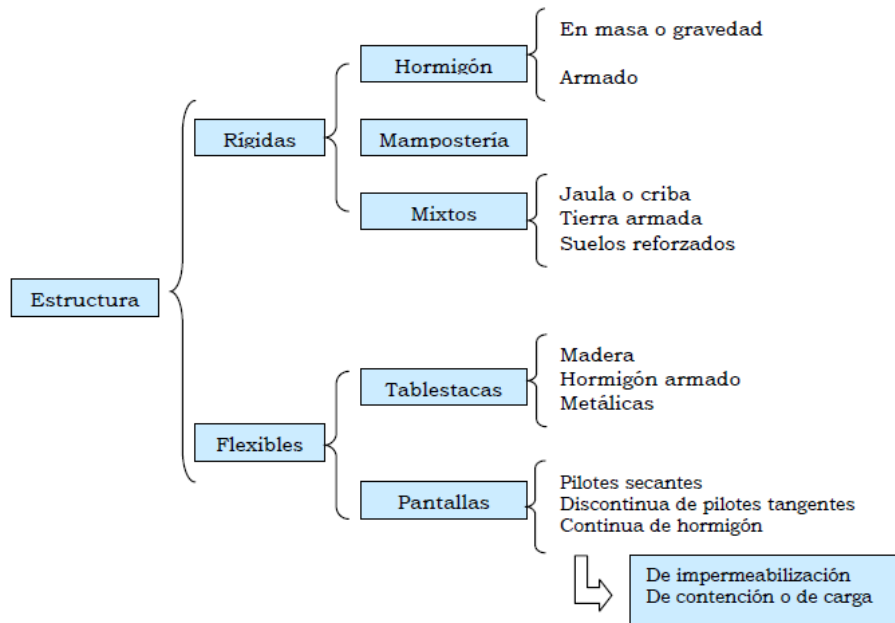 Estructura
Rígidas
Hormigón
En masa o gravedad
Armado
Mampostería
Mixtos
Jaula o criba
Tierra armada
Suelos reforzados
Flexibles
Tablestacas
Madera
Hormigón armado
Metálicas
Pantallas
Pilotes secantes
Discontinua de pilotes tangentes
Continua de hormigón
De impermeabilización
De contención o de carga